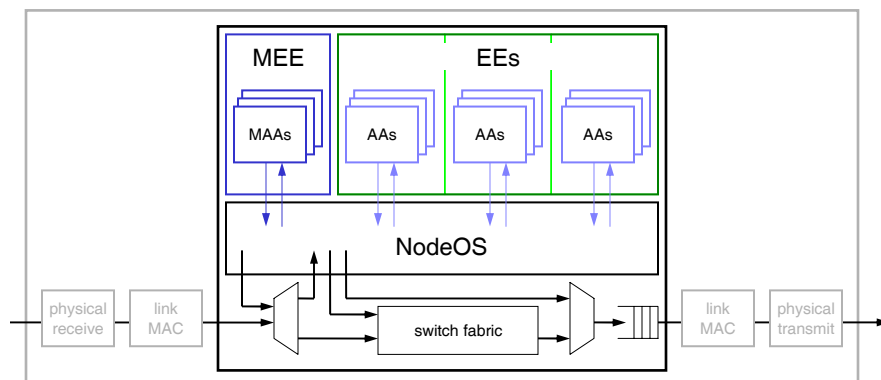 MEE
EEs
MAAs
AAs
AAs
AAs
NodeOS
physical
receive
link
MAC
switch fabric
link
MAC
physical
transmit